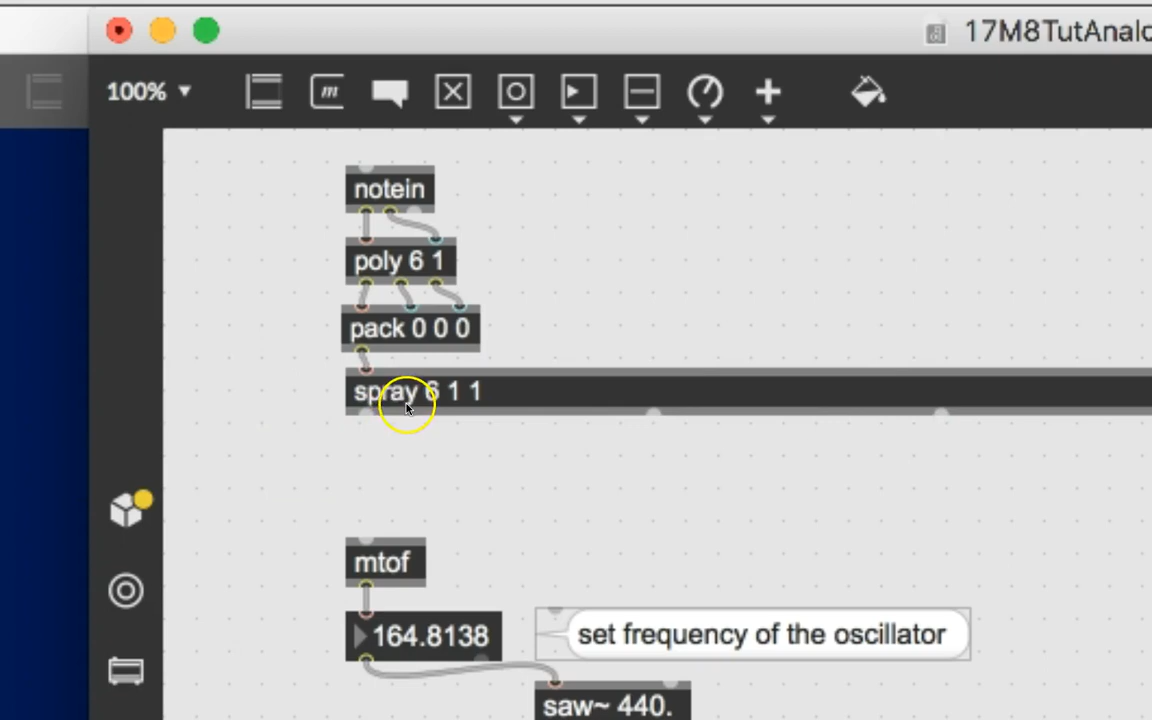 17M8TutAnalo
100%
m
notein
poly 6 1
pack 0 0 0
spray 6 1 1
mtof
164.8138
set frequency of the oscillator
saw~ 440.